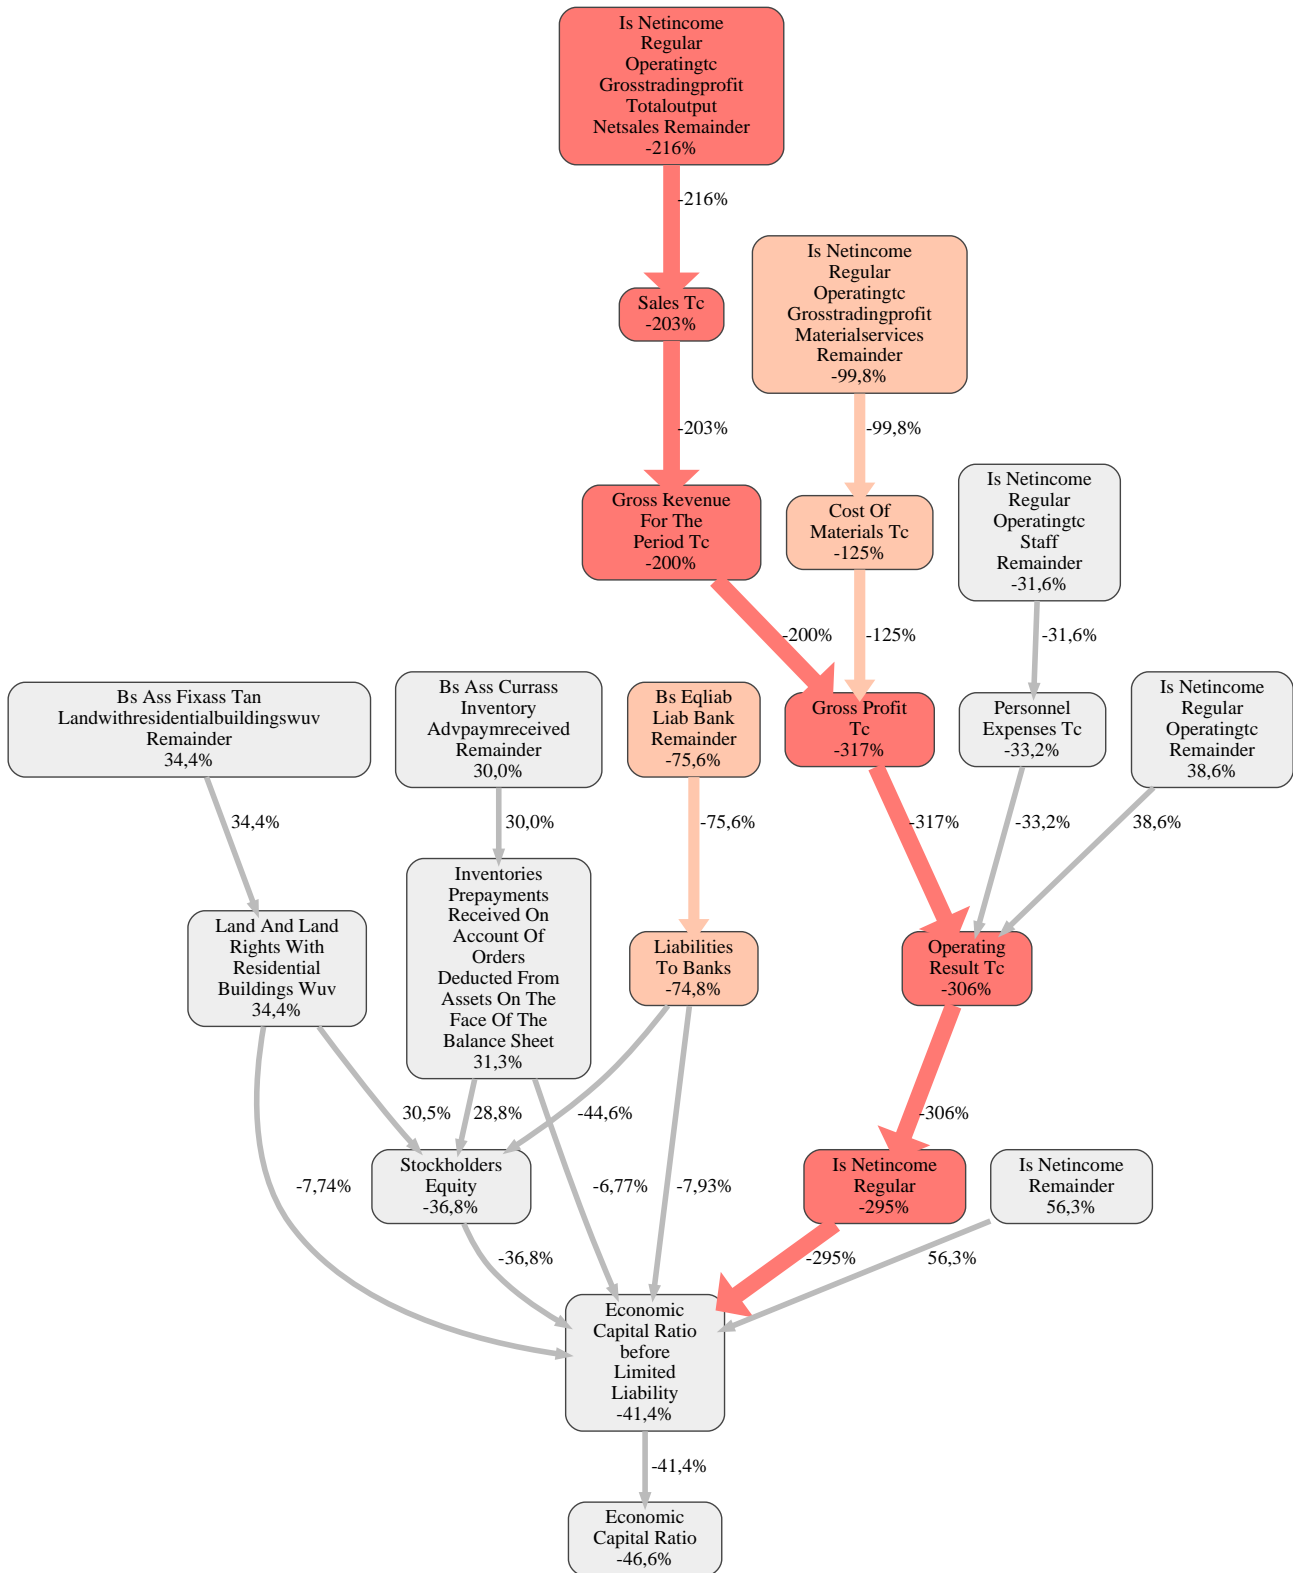 Is Netincome
Regular
Operatingtc
Grosstradingprofit
Totaloutput
Netsales Remainder
-216%
-216%
Is Netincome
Regular
Operatingtc
Grosstradingprofit
Materialservices
Remainder
-99,8%
Sales Tc
-203%
-203%
-99,8%
Is Netincome
Regular
Operatingtc
Staff
Remainder
-31,6%
Gross Revenue
For The
Period Tc
-200%
Cost Of
Materials Tc
-125%
-200%
-125%
-31,6%
Bs Ass Fixass Tan
Landwithresidentialbuildingswuv
Remainder
34,4%
Bs Ass Currass
Inventory
Advpaymreceived
Remainder
30,0%
Bs Eqliab
Liab Bank
Remainder
-75,6%
Gross Profit
Tc
-317%
Personnel
Expenses Tc
-33,2%
Is Netincome
Regular
Operatingtc
Remainder
38,6%
34,4%
30,0%
-75,6%
-317%
-33,2%
38,6%
Land And Land
Rights With
Residential
Buildings Wuv
34,4%
Inventories
Prepayments
Received On
Account Of
Orders
Deducted From
Assets On The
Face Of The
Balance Sheet
31,3%
Liabilities
To Banks
-74,8%
Operating
Result Tc
-306%
30,5%
28,8%
-44,6%
-306%
-7,74%
Stockholders
Equity
-36,8%
-6,77%
-7,93%
Is Netincome
Regular
-295%
Is Netincome
Remainder
56,3%
-36,8%
-295%
56,3%
Economic
Capital Ratio
before
Limited
Liability
-41,4%
-41,4%
Economic
Capital Ratio
-46,6%